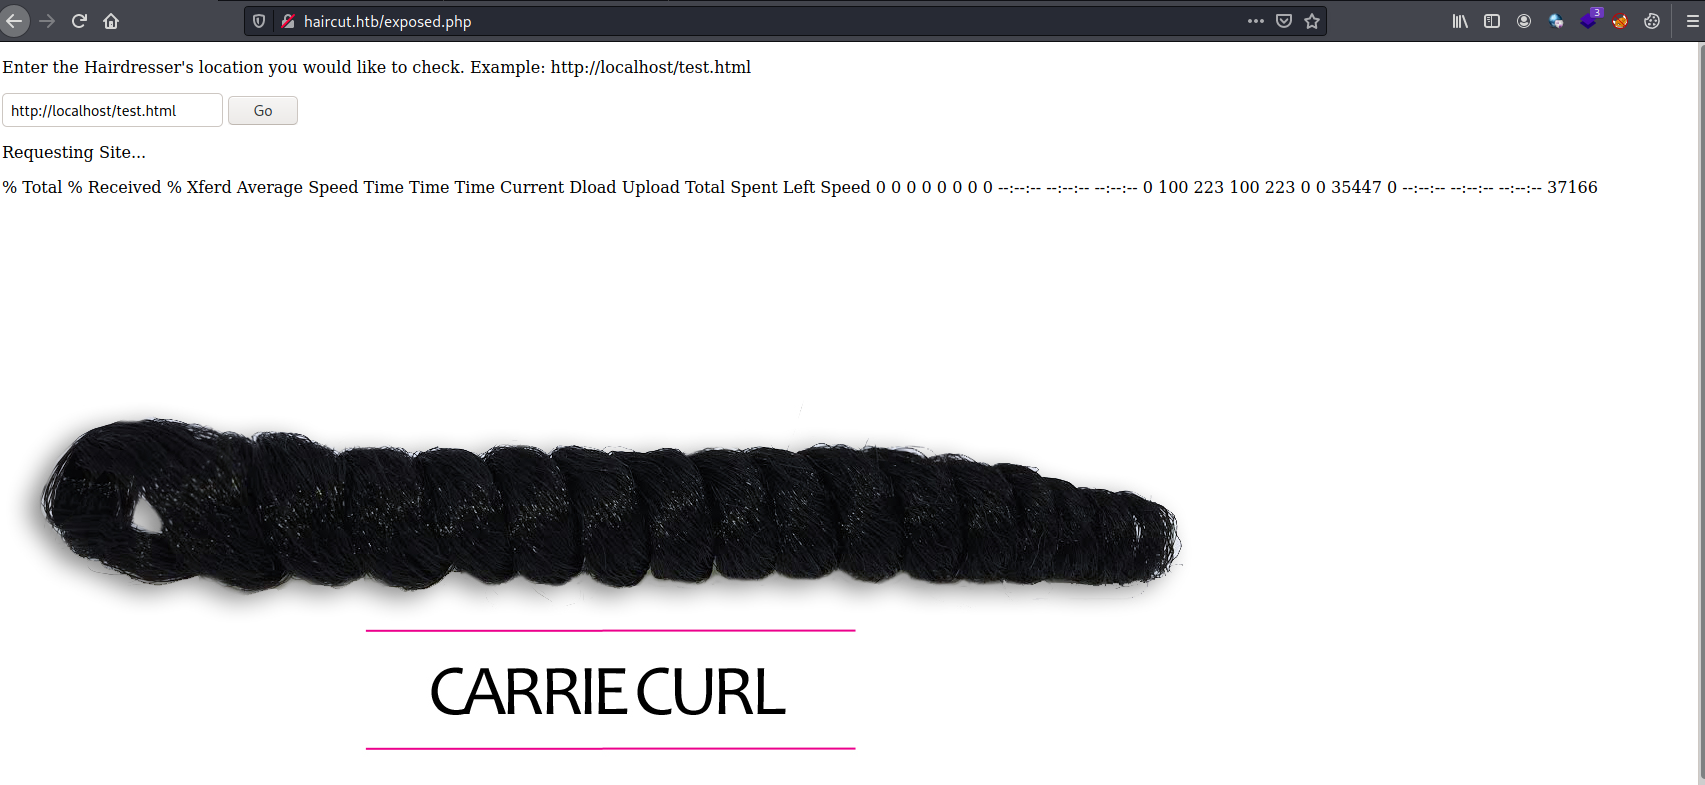 haircut.htb/exposed.php
3
Enter the Hairdresser's location you would like to check. Example: http://localhost/test.html
http://localhost/test.html Go
Requesting Site...
% Total % Received % Xferd Average Speed Time Time Time Current Dload Upload Total Spent Left Speed 0 0 0 0 0 0 0 0 --:--:-- --:--:-- --:--:-- 0 100 223 100 223 0 0 35447 0 --:--:-- --:--:-- --:--:-- 37166
CARRIE CURL